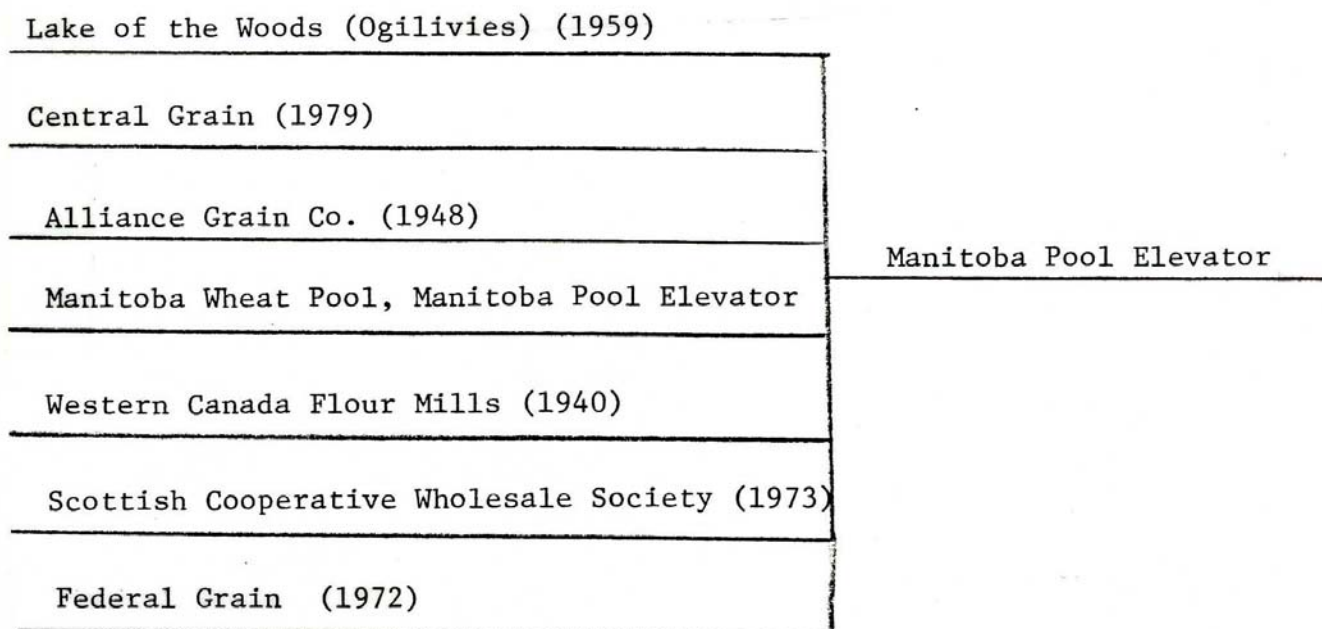 Lake of the Woods (Ogilivies) (1959)
Central Grain (1979)
Alliance Grain Co. (1948)
Manitoba Wheat Pool, Manitoba Pool Elevator
Western Canada Flour Mills (1940)
Scottish Cooperative Wholesale Society (1973)
Federal Grain (1972)
Manitoba Pool Elevator